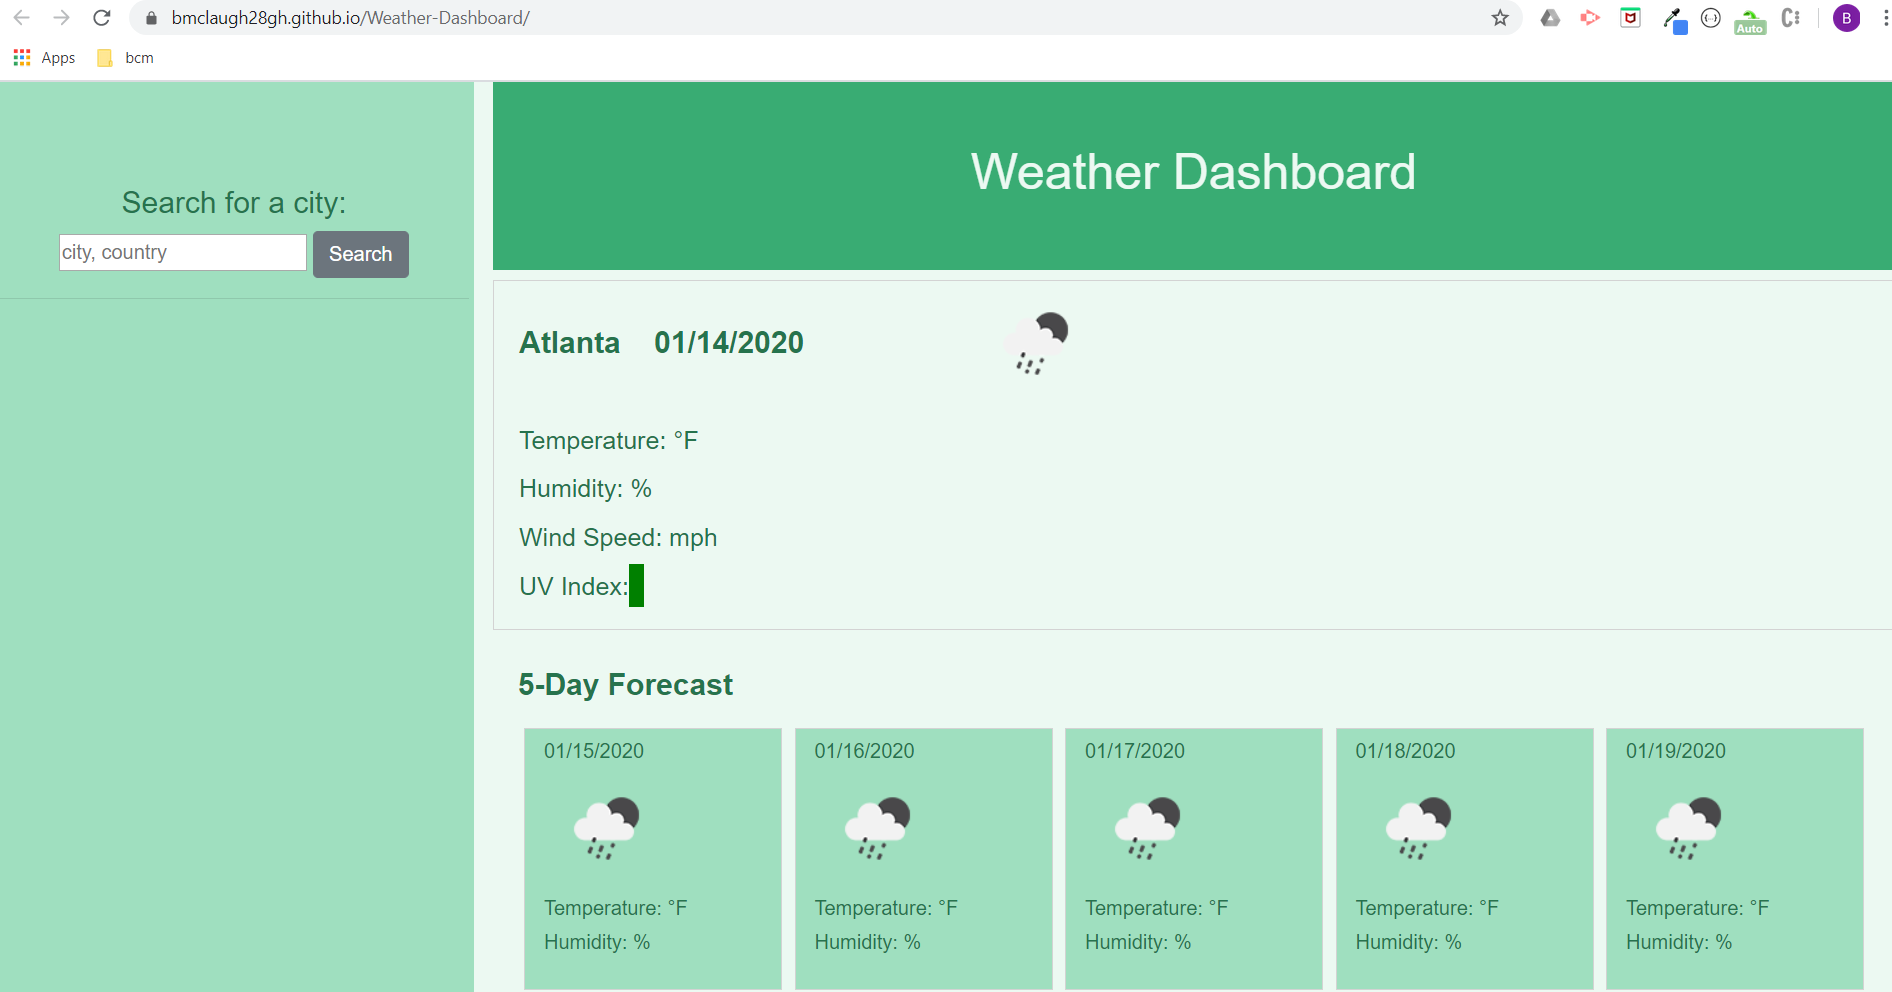 bmclaugh28gh.github.io/Weather-Dashboard/
Auto
B
Apps
bcm
Search for a city:
city, country
Search
Weather Dashboard
Atlanta 01/14/2020
Temperature: °F
Humidity: %
Wind Speed: mph
UV Index:
5-Day Forecast
01/15/2020
Temperature: °F
Humidity: %
01/16/2020
Temperature: °F
Humidity: %
01/17/2020
Temperature: °F
Humidity: %
01/18/2020
Temperature: °F
Humidity: %
01/19/2020
Temperature: °F
Humidity: %